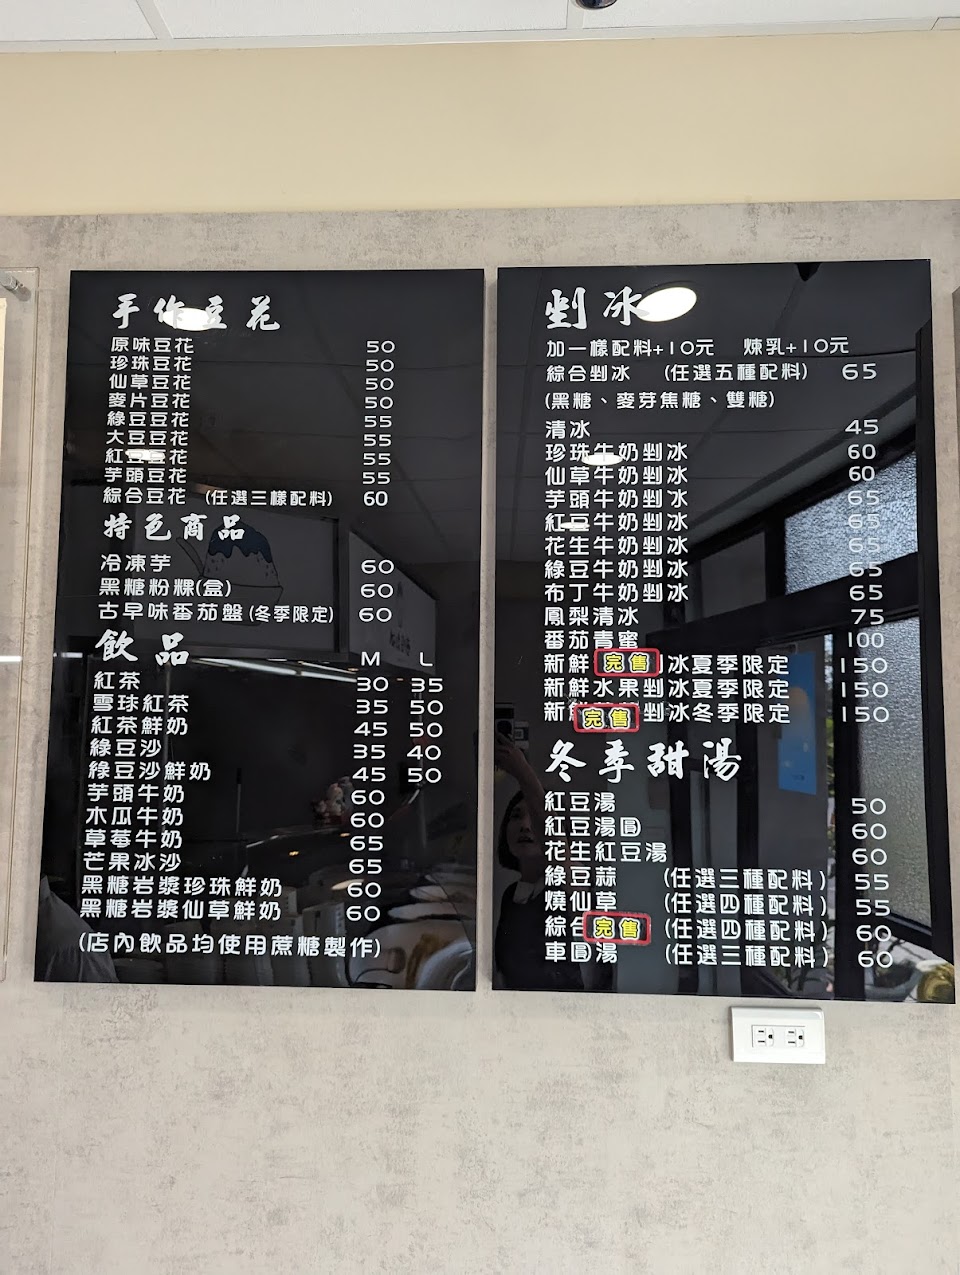 手作豆花
原味豆花 50
珍珠豆花 50
仙草豆花 50
麥片豆花 50
綠豆豆花 55
大豆豆花 55
紅豆豆花 55
芋頭豆花 55
綜合豆花 (任選三樣配料) 60
特色商品
冷凍芋 60
黑糖粉粿(盒) 60
古早味番茄盤(冬季限定) 60
飲品 M L
紅茶 30 35
雪球紅茶 35 50
紅茶鮮奶 45 50
綠豆沙 35 40
綠豆沙鮮奶 45 50
芋頭牛奶 60
木瓜牛奶 60
草莓牛奶 65
芒果冰沙 65
黑糖岩漿珍珠鮮奶 60
黑糖岩漿仙草鮮奶 60
(店內飲品均使用蔗糖製作)
剉冰
加一樣配料+10元 煉乳+10元
綜合剉冰 (任選五種配料) 65
(黑糖、麥芽焦糖、雙糖)
清冰 45
珍珠牛奶剉冰 60
仙草牛奶剉冰 60
芋頭牛奶剉冰 65
紅豆牛奶剉冰 65
花生牛奶剉冰 65
綠豆牛奶剉冰 65
布丁牛奶剉冰 65
鳳梨清冰 75
番茄青蜜 100
新鮮 完售 冰夏季限定 150
新鮮水果剉冰夏季限定 150
新 完售 剉冰冬季限定 150
冬季甜湯
紅豆湯 50
紅豆湯圓 60
花生紅豆湯 60
綠豆蒜 (任選三種配料) 55
燒仙草 (任選四種配料) 55
綜合 完售 (任選四種配料) 60
車圓湯 (任選三種配料) 60